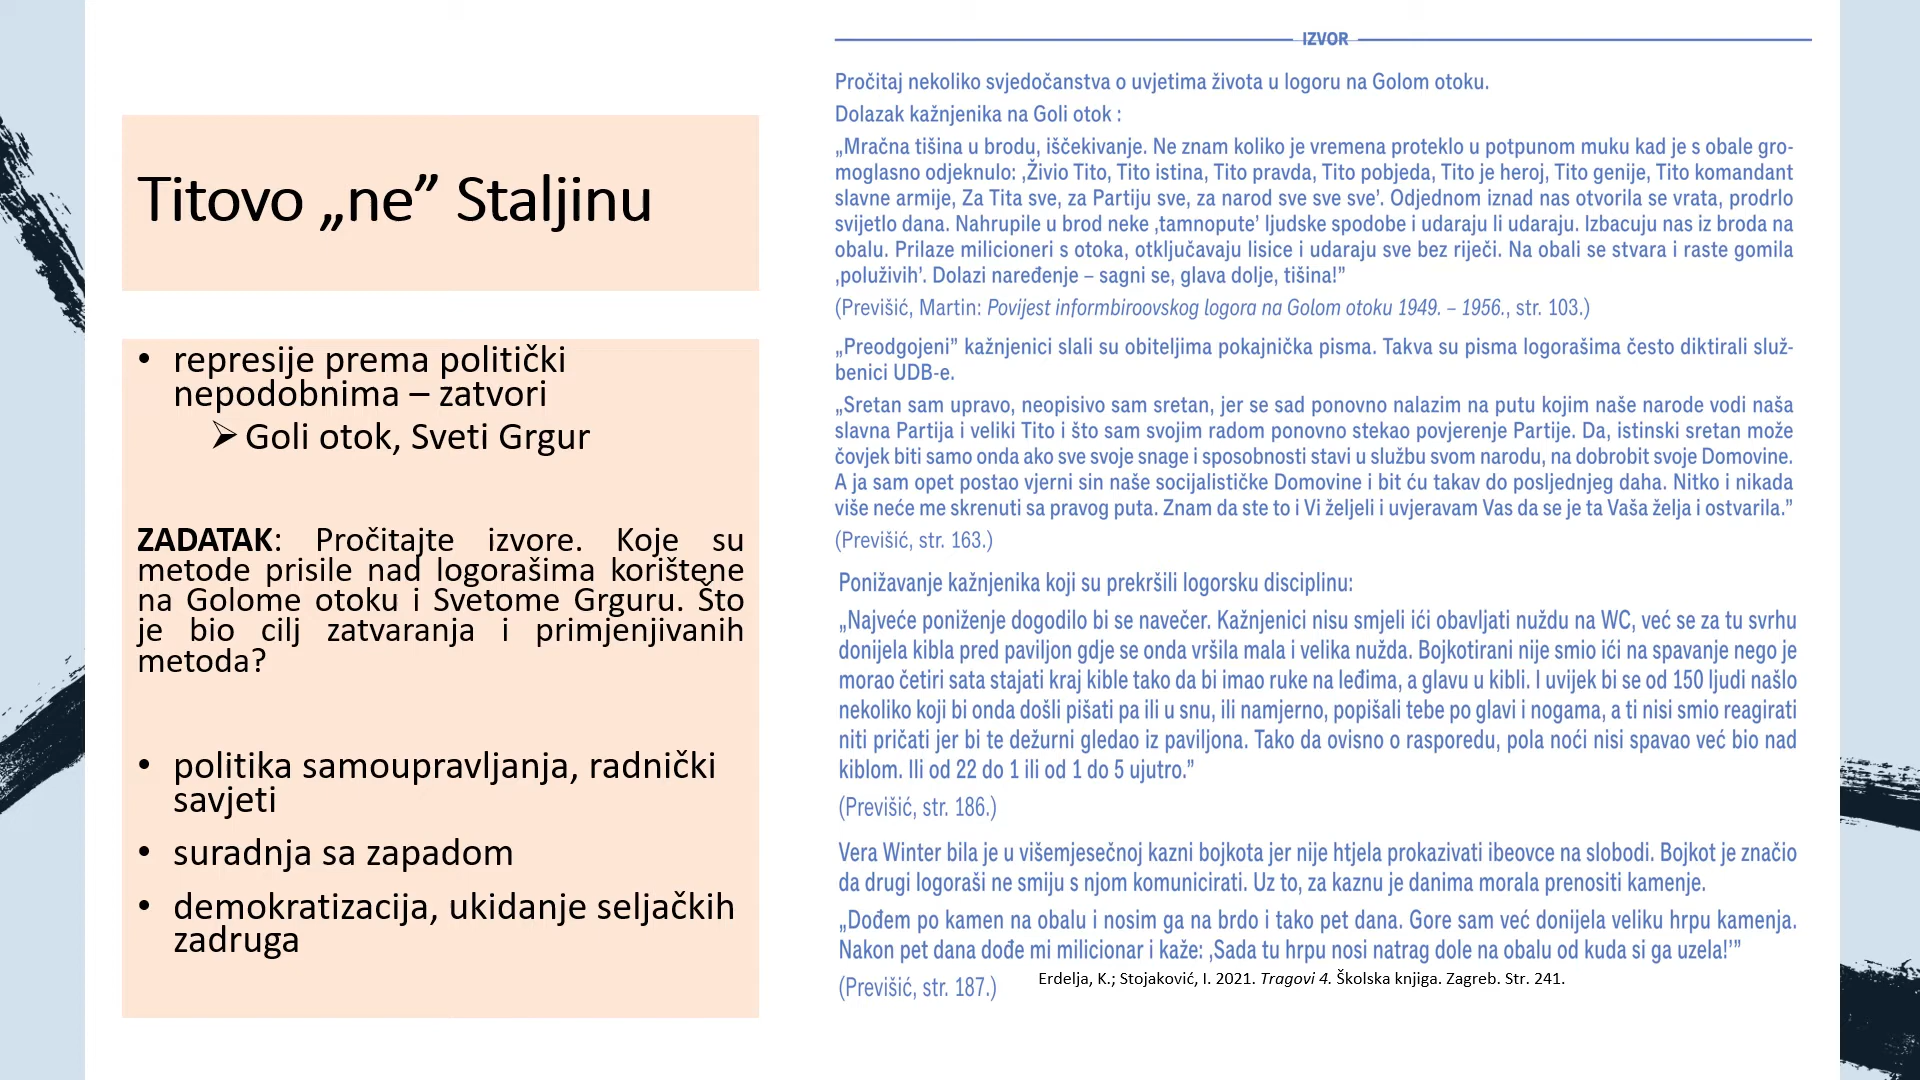 Titovo „ne” Staljinu
• represije prema politički
nepodobnima – zatvori
➢ Goli otok, Sveti Grgur
ZADATAK: Pročitajte izvore. Koje su
metode prisile nad logorašima korištene
na Golome otoku i Svetome Grguru. Što
je bio cilj zatvaranja i primjenjivanih
metoda?
• politika samoupravljanja, radnički
savjeti
• suradnja sa zapadom
• demokratizacija, ukidanje seljačkih
zadruga
IZVOR
Pročitaj nekoliko svjedočanstva o uvjetima života u logoru na Golom otoku.
Dolazak kažnjenika na Goli otok :
„Mračna tišina u brodu, iščekivanje. Ne znam koliko je vremena proteklo u potpunom muku kad je s obale gro-
moglasno odjeknulo: ‚Živio Tito, Tito istina, Tito pravda, Tito pobjeda, Tito je heroj, Tito genije, Tito komandant
slavne armije, Za Tita sve, za Partiju sve, za narod sve sve sve’. Odjednom iznad nas otvorila se vrata, prodrlo
svijetlo dana. Nahrupile u brod neke ‚tamnopute’ ljudske spodobe i udaraju li udaraju. Izbacuju nas iz broda na
obalu. Prilaze milicioneri s otoka, otključavaju lisice i udaraju sve bez riječi. Na obali se stvara i raste gomila
‚poluživih’. Dolazi naređenje – sagni se, glava dolje, tišina!”
(Previšić, Martin: Povijest informbiroovskog logora na Golom otoku 1949. – 1956., str. 103.)
„Preodgojeni” kažnjenici slali su obiteljima pokajnička pisma. Takva su pisma logorašima često diktirali služ-
benici UDB-e.
„Sretan sam upravo, neopisivo sam sretan, jer se sad ponovno nalazim na putu kojim naše narode vodi naša
slavna Partija i veliki Tito i što sam svojim radom ponovno stekao povjerenje Partije. Da, istinski sretan može
čovjek biti samo onda ako sve svoje snage i sposobnosti stavi u službu svom narodu, na dobrobit svoje Domovine.
A ja sam opet postao vjerni sin naše socijalističke Domovine i bit ću takav do posljednjeg daha. Nitko i nikada
više neće me skrenuti sa pravog puta. Znam da ste to i Vi željeli i uvjeravam Vas da se je ta Vaša želja i ostvarila.”
(Previšić, str. 163.)
Ponižavanje kažnjenika koji su prekršili logorsku disciplinu:
„Najveće poniženje dogodilo bi se navečer. Kažnjenici nisu smjeli ići obavljati nuždu na WC, već se za tu svrhu
donijela kibla pred paviljon gdje se onda vršila mala i velika nužda. Bojkotirani nije smio ići na spavanje nego je
morao četiri sata stajati kraj kible tako da bi imao ruke na leđima, a glavu u kibli. I uvijek bi se od 150 ljudi našlo
nekoliko koji bi onda došli pišati pa ili u snu, ili namjerno, popišali tebe po glavi i nogama, a ti nisi smio reagirati
niti pričati jer bi te dežurni gledao iz paviljona. Tako da ovisno o rasporedu, pola noći nisi spavao već bio nad
kiblom. Ili od 22 do 1 ili od 1 do 5 ujutro.”
(Previšić, str. 186.)
Vera Winter bila je u višemjesečnoj kazni bojkota jer nije htjela prokazivati ibeovce na slobodi. Bojkot je značio
da drugi logoraši ne smiju s njom komunicirati. Uz to, za kaznu je danima morala prenositi kamenje.
„Dođem po kamen na obalu i nosim ga na brdo i tako pet dana. Gore sam već donijela veliku hrpu kamenja.
Nakon pet dana dođe mi milicionar i kaže: ‚Sada tu hrpu nosi natrag dole na obalu od kuda si ga uzela!’”
(Previšić, str. 187.)
Erdelja, K.; Stojaković, I. 2021. Tragovi 4. Školska knjiga. Zagreb. Str. 241.